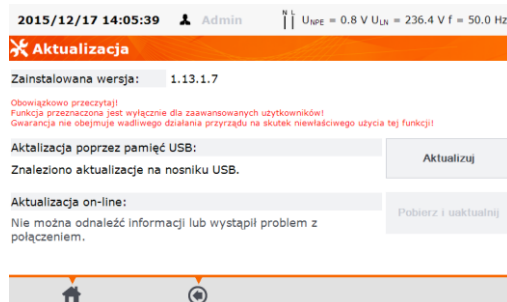 2015/12/17 14:05:39 Admin N L U_NPE = 0.8 V U_LN = 236.4 V f = 50.0 Hz
Aktualizacja
Zainstalowana wersja: 1.13.1.7
Obowiązkowo przeczytaj!
Funkcja przeznaczona jest wyłącznie dla zaawansowanych użytkowników!
Gwarancja nie obejmuje wadliwego działania przyrządu na skutek niewłaściwego użycia tej funkcji!
Aktalizacja poprzez pamięć USB:
Znaleziono aktualizacje na nosniku USB.
Aktualizuj
Aktualizacja on-line:
Nie można odnaleźć informacji lub wystąpił problem z
połączeniem.
Pobierz i uaktualnij